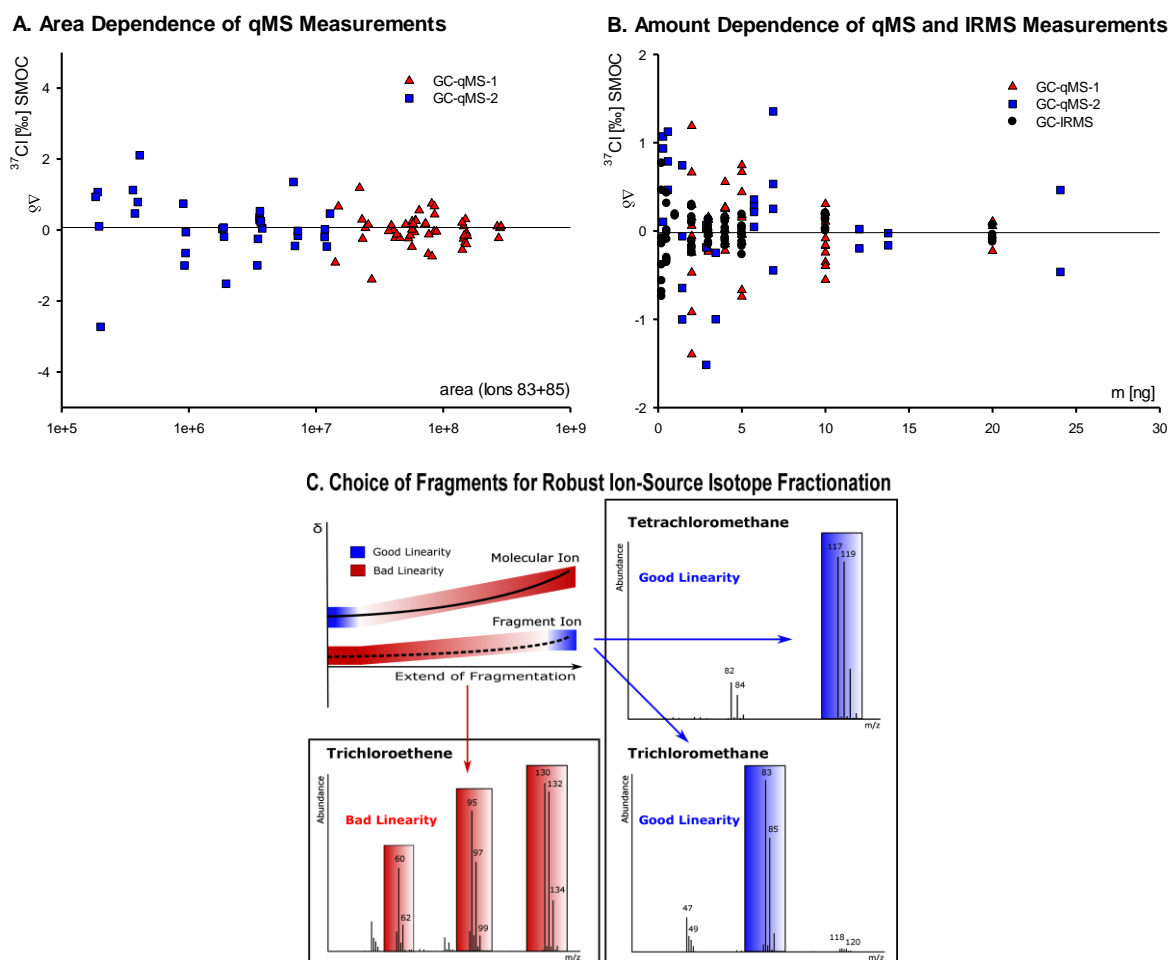 A. Area Dependence of qMS Measurements
4
2
0
-2
-4
Δδ ³⁷Cl [‰] SMOC
GC-qMS-1
GC-qMS-2
area (Ions 83+85)
1e+5 1e+6 1e+7 1e+8 1e+9
B. Amount Dependence of qMS and IRMS Measurements
2
1
0
-1
-2
Δδ ³⁷Cl [‰] SMOC
GC-qMS-1
GC-qMS-2
GC-IRMS
m [ng]
0 5 10 15 20 25 30
C. Choice of Fragments for Robust Ion-Source Isotope Fractionation
δ
Good Linearity
Bad Linearity
Molecular Ion
Fragment Ion
Extend of Fragmentation
Tetrachloromethane
Abundance
Good Linearity
117
119
82
84
m/z
Trichloroethene
Abundance
Bad Linearity
60
62
95
97
99
130
132
134
m/z
Trichloromethane
Abundance
Good Linearity
83
85
47
49
118
120
m/z